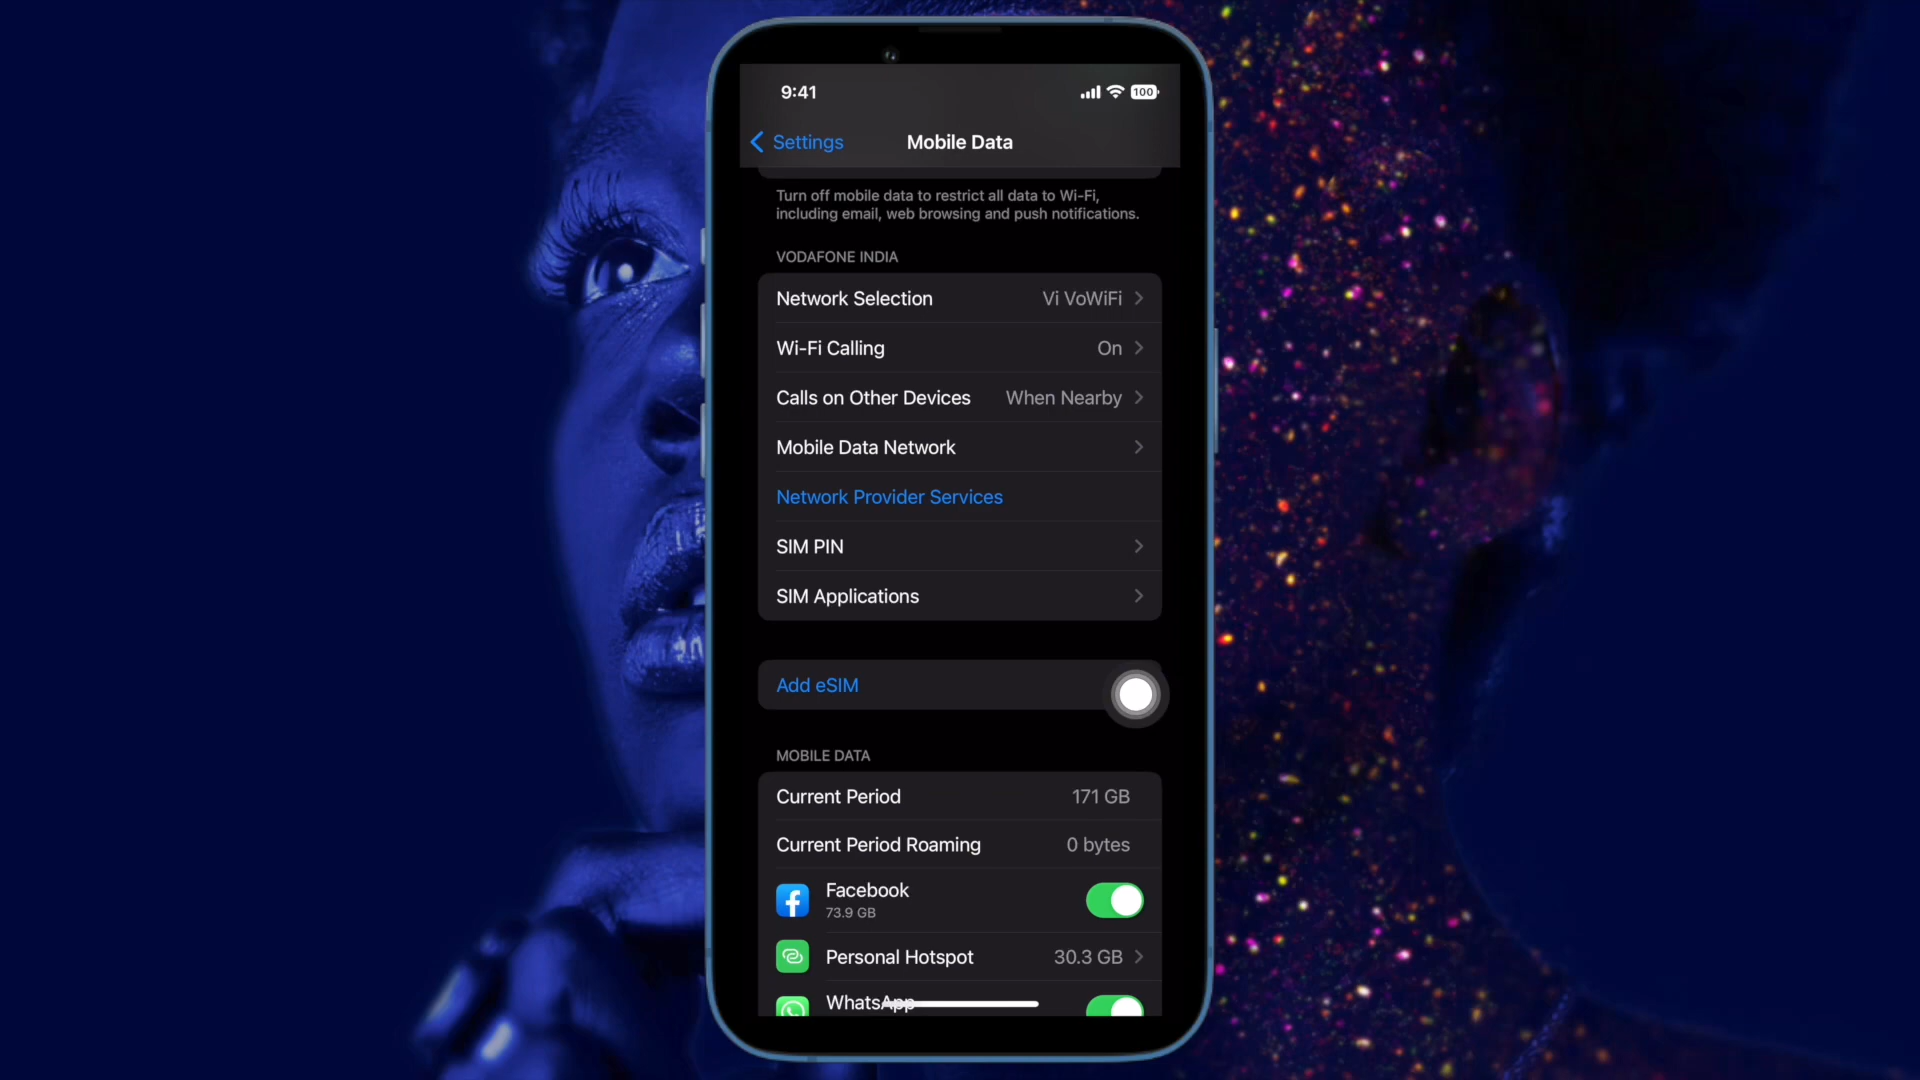 9:41
100
Settings
Mobile Data
Turn off mobile data to restrict all data to Wi-Fi,
including email, web browsing and push notifications.
VODAFONE INDIA
Network Selection Vi VoWiFi
Wi-Fi Calling On
Calls on Other Devices When Nearby
Mobile Data Network
Network Provider Services
SIM PIN
SIM Applications
Add eSIM
MOBILE DATA
Current Period 171 GB
Current Period Roaming 0 bytes
Facebook
73.9 GB
Personal Hotspot 30.3 GB
WhatsApp